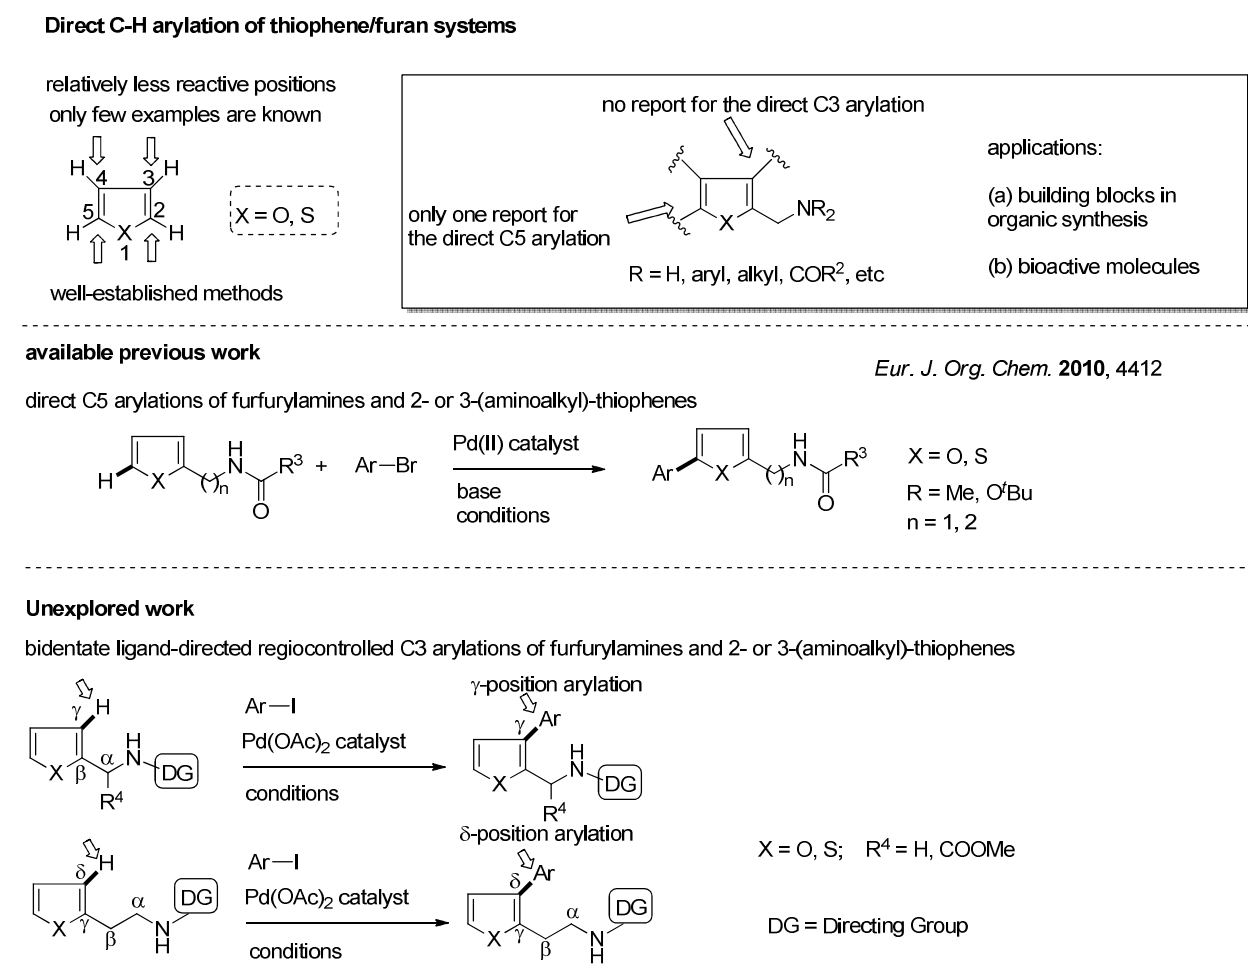 Direct C-H arylation of thiophene/furan systems
relatively less reactive positions
only few examples are known
H H
4 3
5 2
H X H
1
X = O, S
well-established methods
no report for the direct C3 arylation
only one report for
the direct C5 arylation
X NR2
R = H, aryl, alkyl, COR², etc
applications:
(a) building blocks in
organic synthesis
(b) bioactive molecules
available previous work
Eur. J. Org. Chem. 2010, 4412
direct C5 arylations of furfurylamines and 2- or 3-(aminoalkyl)-thiophenes
H X ( )n H N R³ O + Ar—Br
Pd(II) catalyst
base
conditions
Ar X ( )n H N R³ O
X = O, S
R = Me, OᵗBu
n = 1, 2
Unexplored work
bidentate ligand-directed regiocontrolled C3 arylations of furfurylamines and 2- or 3-(aminoalkyl)-thiophenes
γ H
X β α H N DG
R⁴
Ar—I
Pd(OAc)2 catalyst
conditions
γ-position arylation
γ Ar
X H N DG
R⁴
δ H
X γ β α N H DG
Ar—I
Pd(OAc)2 catalyst
conditions
δ-position arylation
δ Ar
X γ β α N H DG
X = O, S; R⁴ = H, COOMe
DG = Directing Group